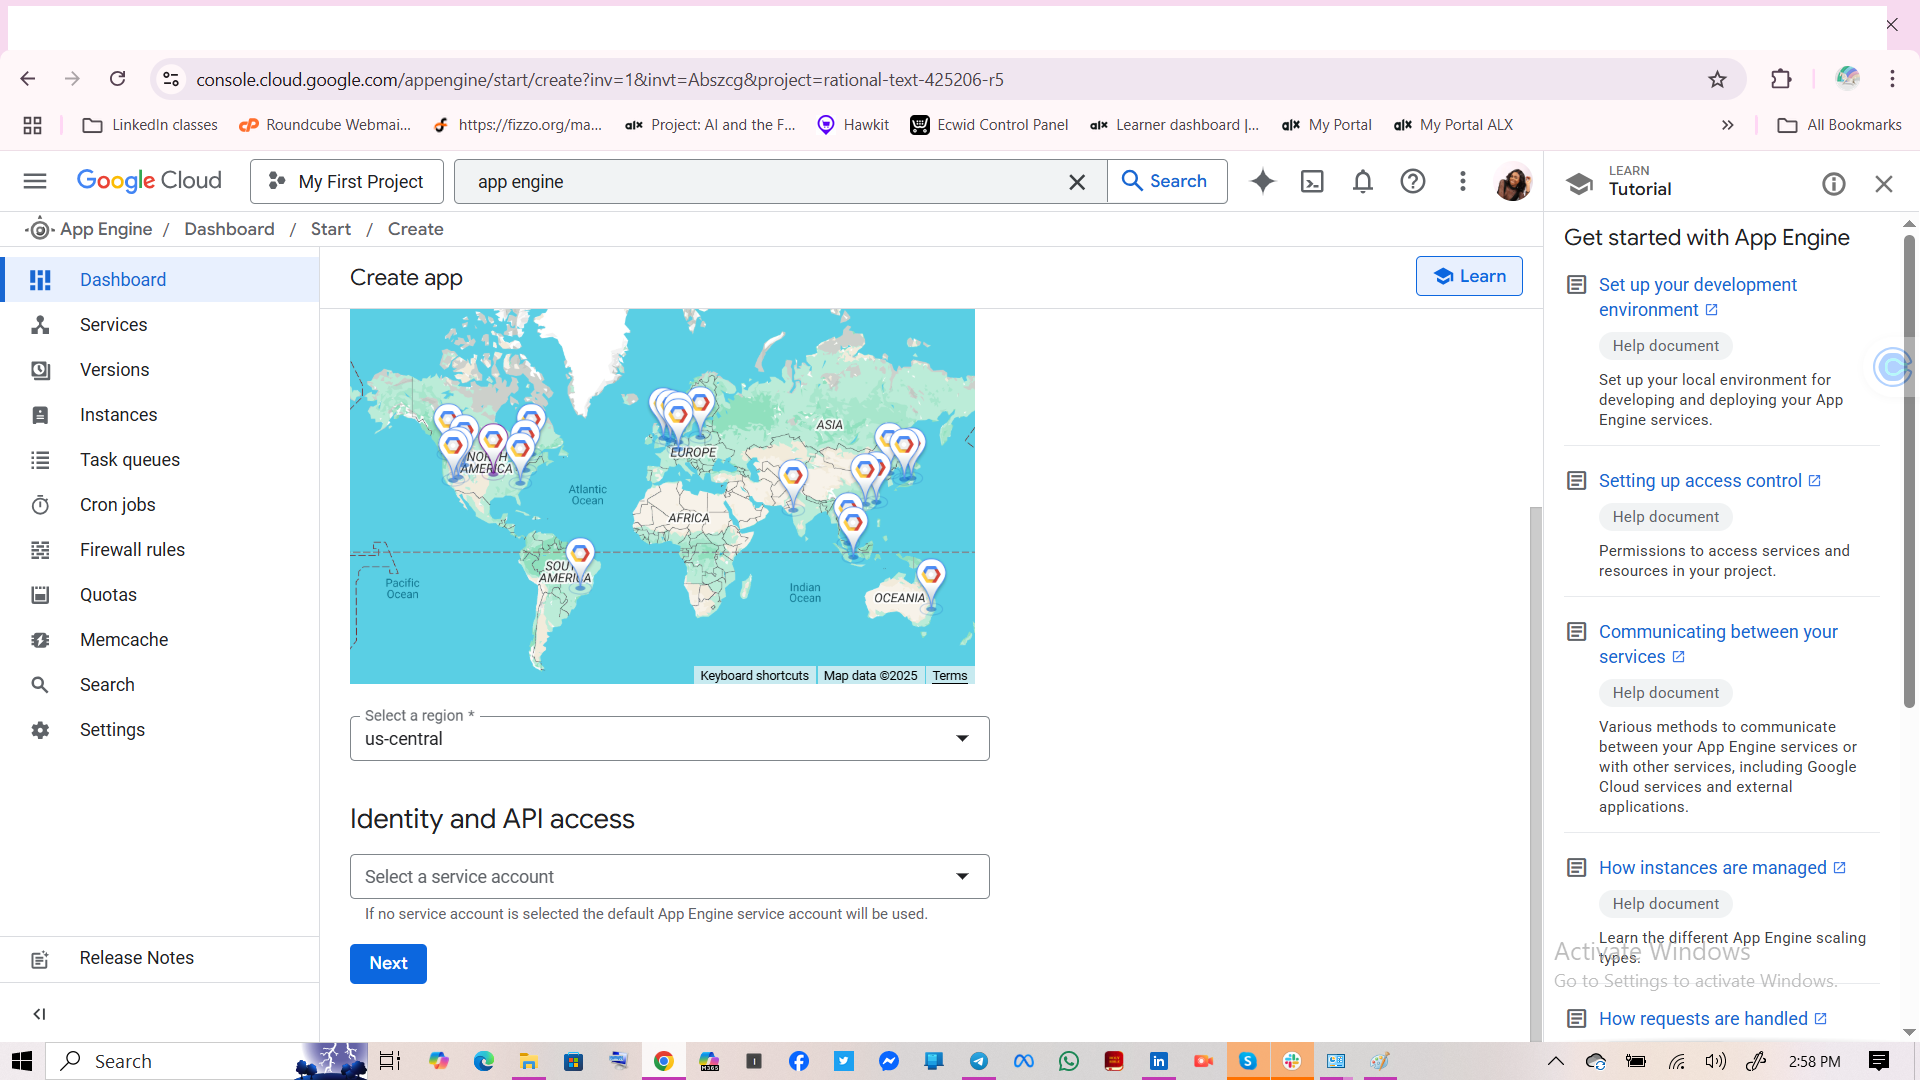 console.cloud.google.com/appengine/start/create?inv=1&invt=Abszcg&project=rational-text-425206-r5
LinkedIn classes
Roundcube Webmai...
https://fizzo.org/ma...
alx Project: AI and the F...
Hawkit
Ecwid Control Panel
alx Learner dashboard |...
alx My Portal
alx My Portal ALX
All Bookmarks
Google Cloud
My First Project
app engine
Search
LEARN
Tutorial
App Engine / Dashboard / Start / Create
Dashboard
Services
Versions
Instances
Task queues
Cron jobs
Firewall rules
Quotas
Memcache
Search
Settings
Release Notes
Create app
Learn
ASIA
EUROPE
NORTH
AMERICA
Atlantic
Ocean
AFRICA
AMERICA
Pacific
Ocean
Indian
Ocean
OCEANIA
Keyboard shortcuts
Map data ©2025
Terms
Select a region *
us-central
Identity and API access
Select a service account
If no service account is selected the default App Engine service account will be used.
Next
Get started with App Engine
Set up your development
environment
Help document
Set up your local environment for
developing and deploying your App
Engine services.
Setting up access control
Help document
Permissions to access services and
resources in your project.
Communicating between your
services
Help document
Various methods to communicate
between your App Engine services or
with other services, including Google
Cloud services and external
applications.
How instances are managed
Help document
Learn the different App Engine scaling
types.
How requests are handled
Activate Windows
Go to Settings to activate Windows.
Search
2:58 PM